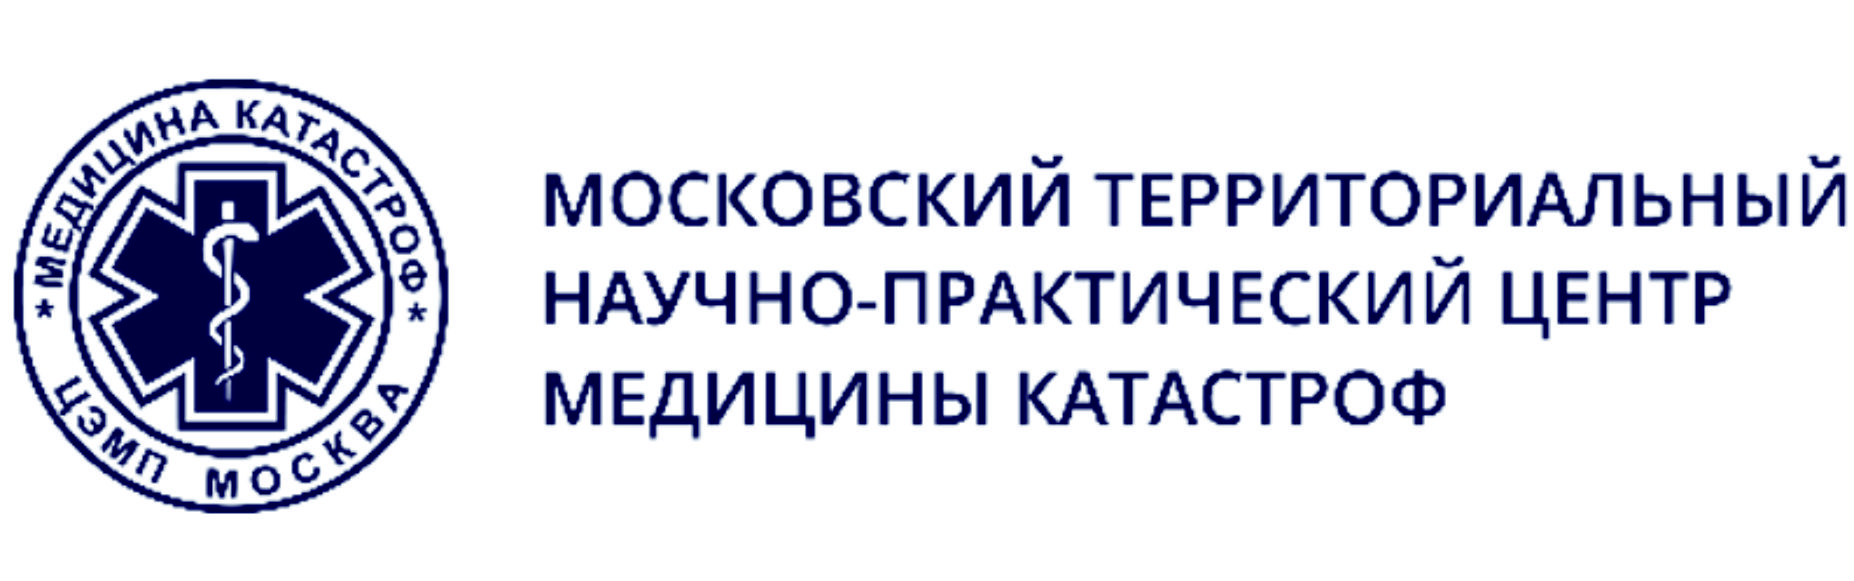 * МЕДИЦИНА КАТАСТРОФ *
ЦЭМП МОСКВА
МОСКОВСКИЙ ТЕРРИТОРИАЛЬНЫЙ
НАУЧНО-ПРАКТИЧЕСКИЙ ЦЕНТР
МЕДИЦИНЫ КАТАСТРОФ